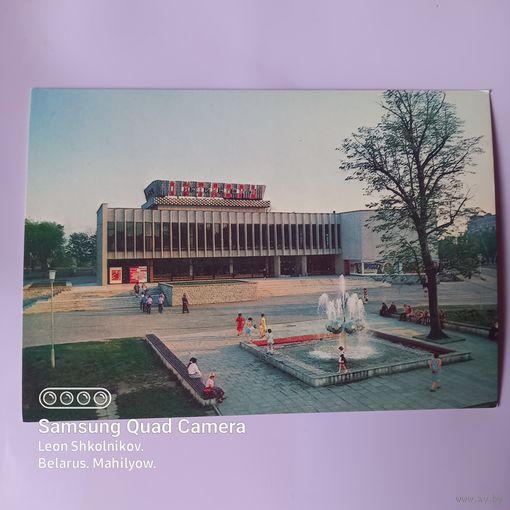 Samsung Quad Camera
Leon Shkolnikov.
Belarus. Mahilyow.
www.ay.by